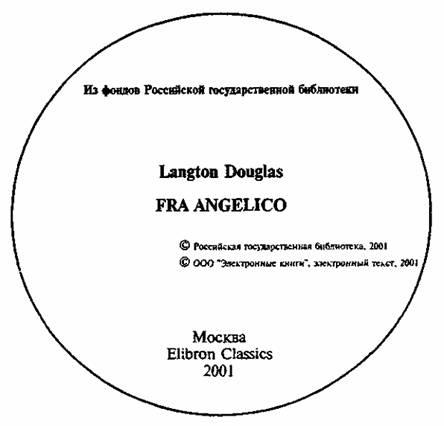 Из фондов Российской государственной библиотеки
Langton Douglas
FRA ANGELICO
© Российская государственная библиотека, 2001
© ООО "Электронные книги", электронный текст, 2001
Москва
Elibron Classics
2001